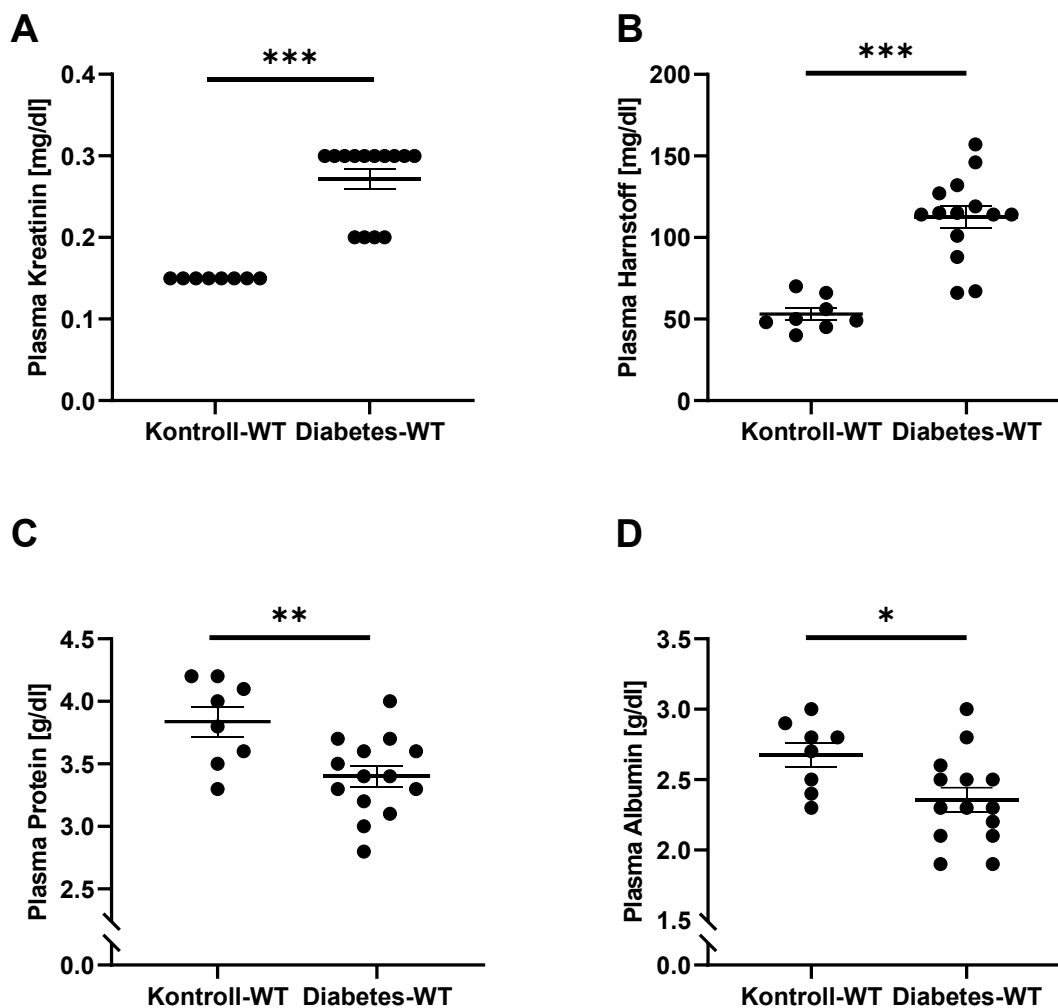 A
***
Plasma Kreatinin [mg/dl]
0.4
0.3
0.2
0.1
0.0
Kontroll-WT Diabetes-WT
B
***
Plasma Harnstoff [mg/dl]
200
150
100
50
0
Kontroll-WT Diabetes-WT
C
**
Plasma Protein [g/dl]
4.5
4.0
3.5
3.0
2.5
0.0
Kontroll-WT Diabetes-WT
D
*
Plasma Albumin [g/dl]
3.5
3.0
2.5
2.0
1.5
0.0
Kontroll-WT Diabetes-WT